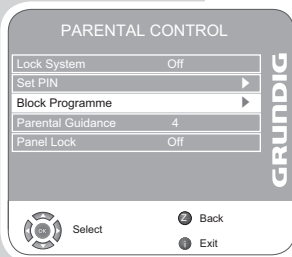 PARENTAL CONTROL
Lock System Off
Set PIN
Block Programme
Parental Guidance 4
Panel Lock Off
GRUNDIG
OK
Select
Z Back
i Exit